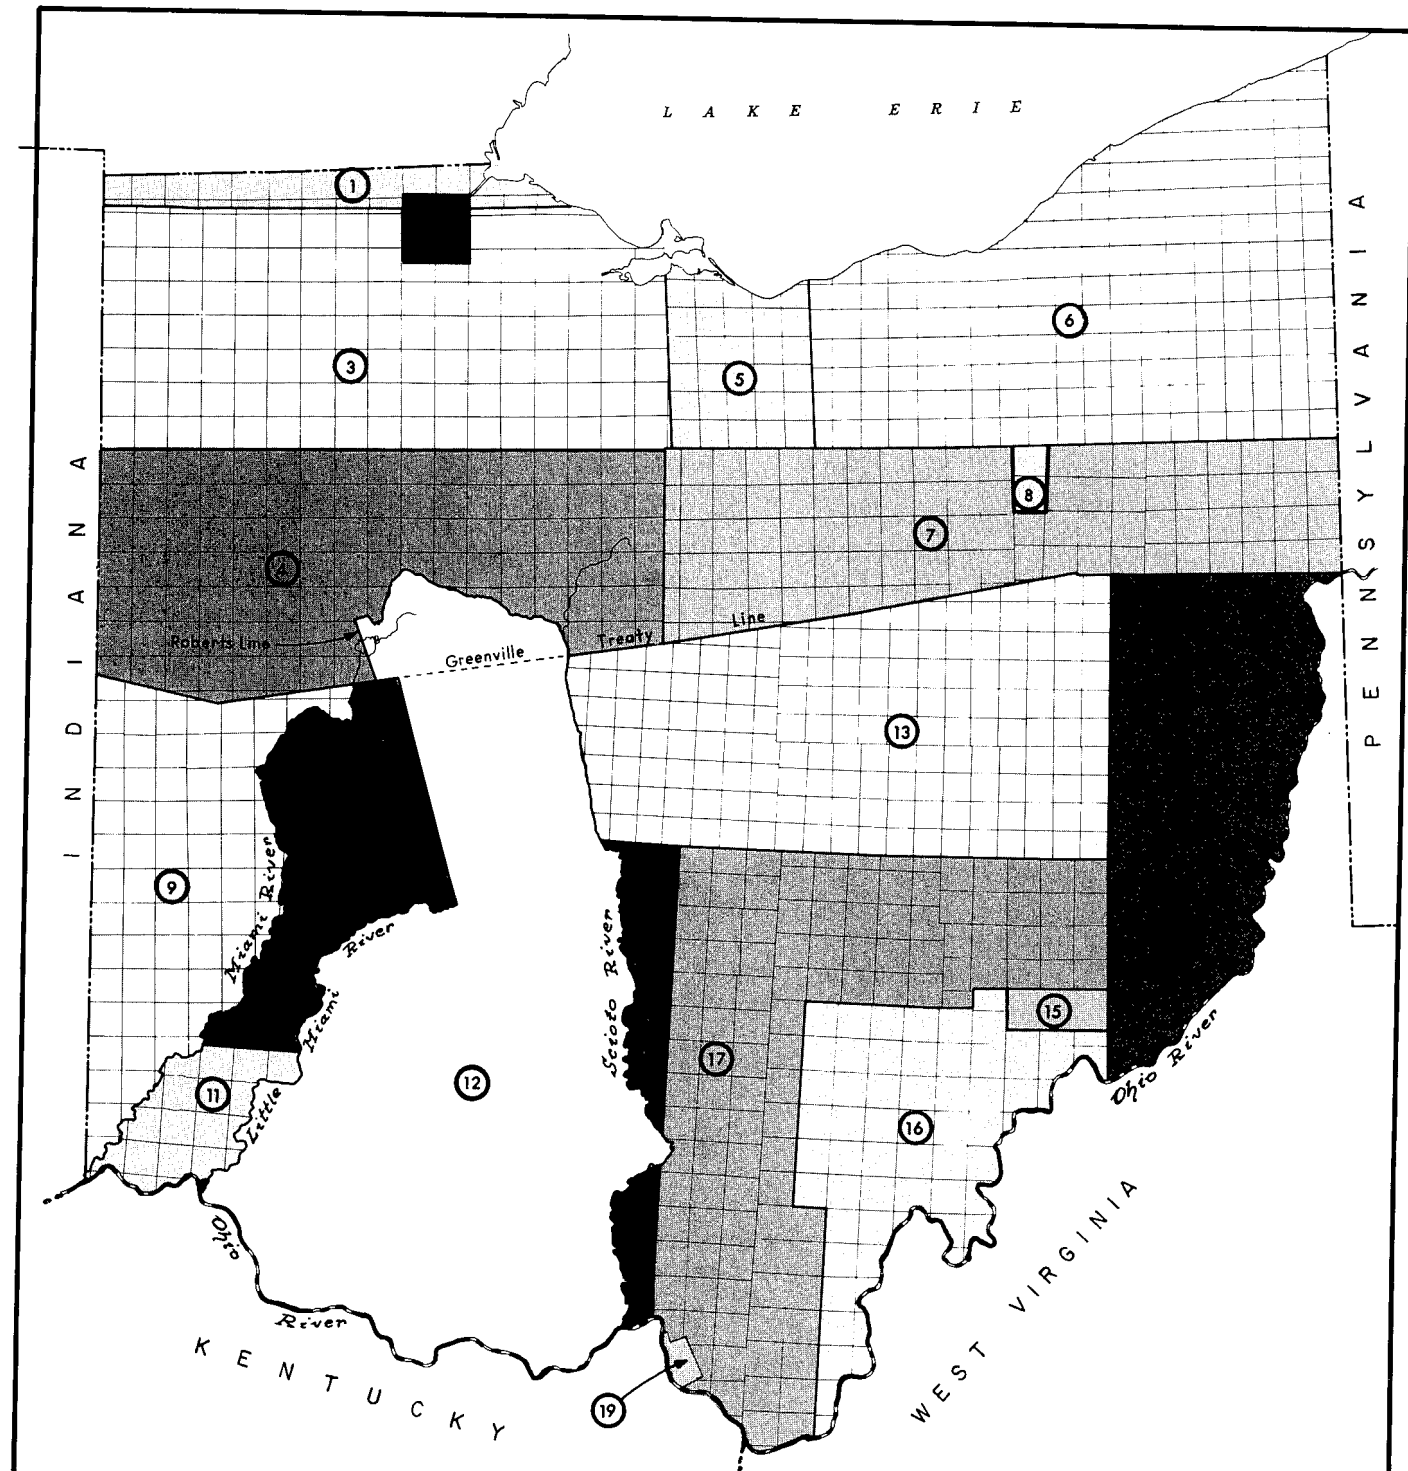 LAKE ERIE
1
PENNSYLVANIA
6
3
5
INDIANA
8
7
4
Line
Roberts Line
Treaty
Greenville
13
Miami River
9
River
Scioto River
Little Miami
15
17
Ohio River
12
11
16
Ohio River
WEST VIRGINIA
KENTUCKY
19